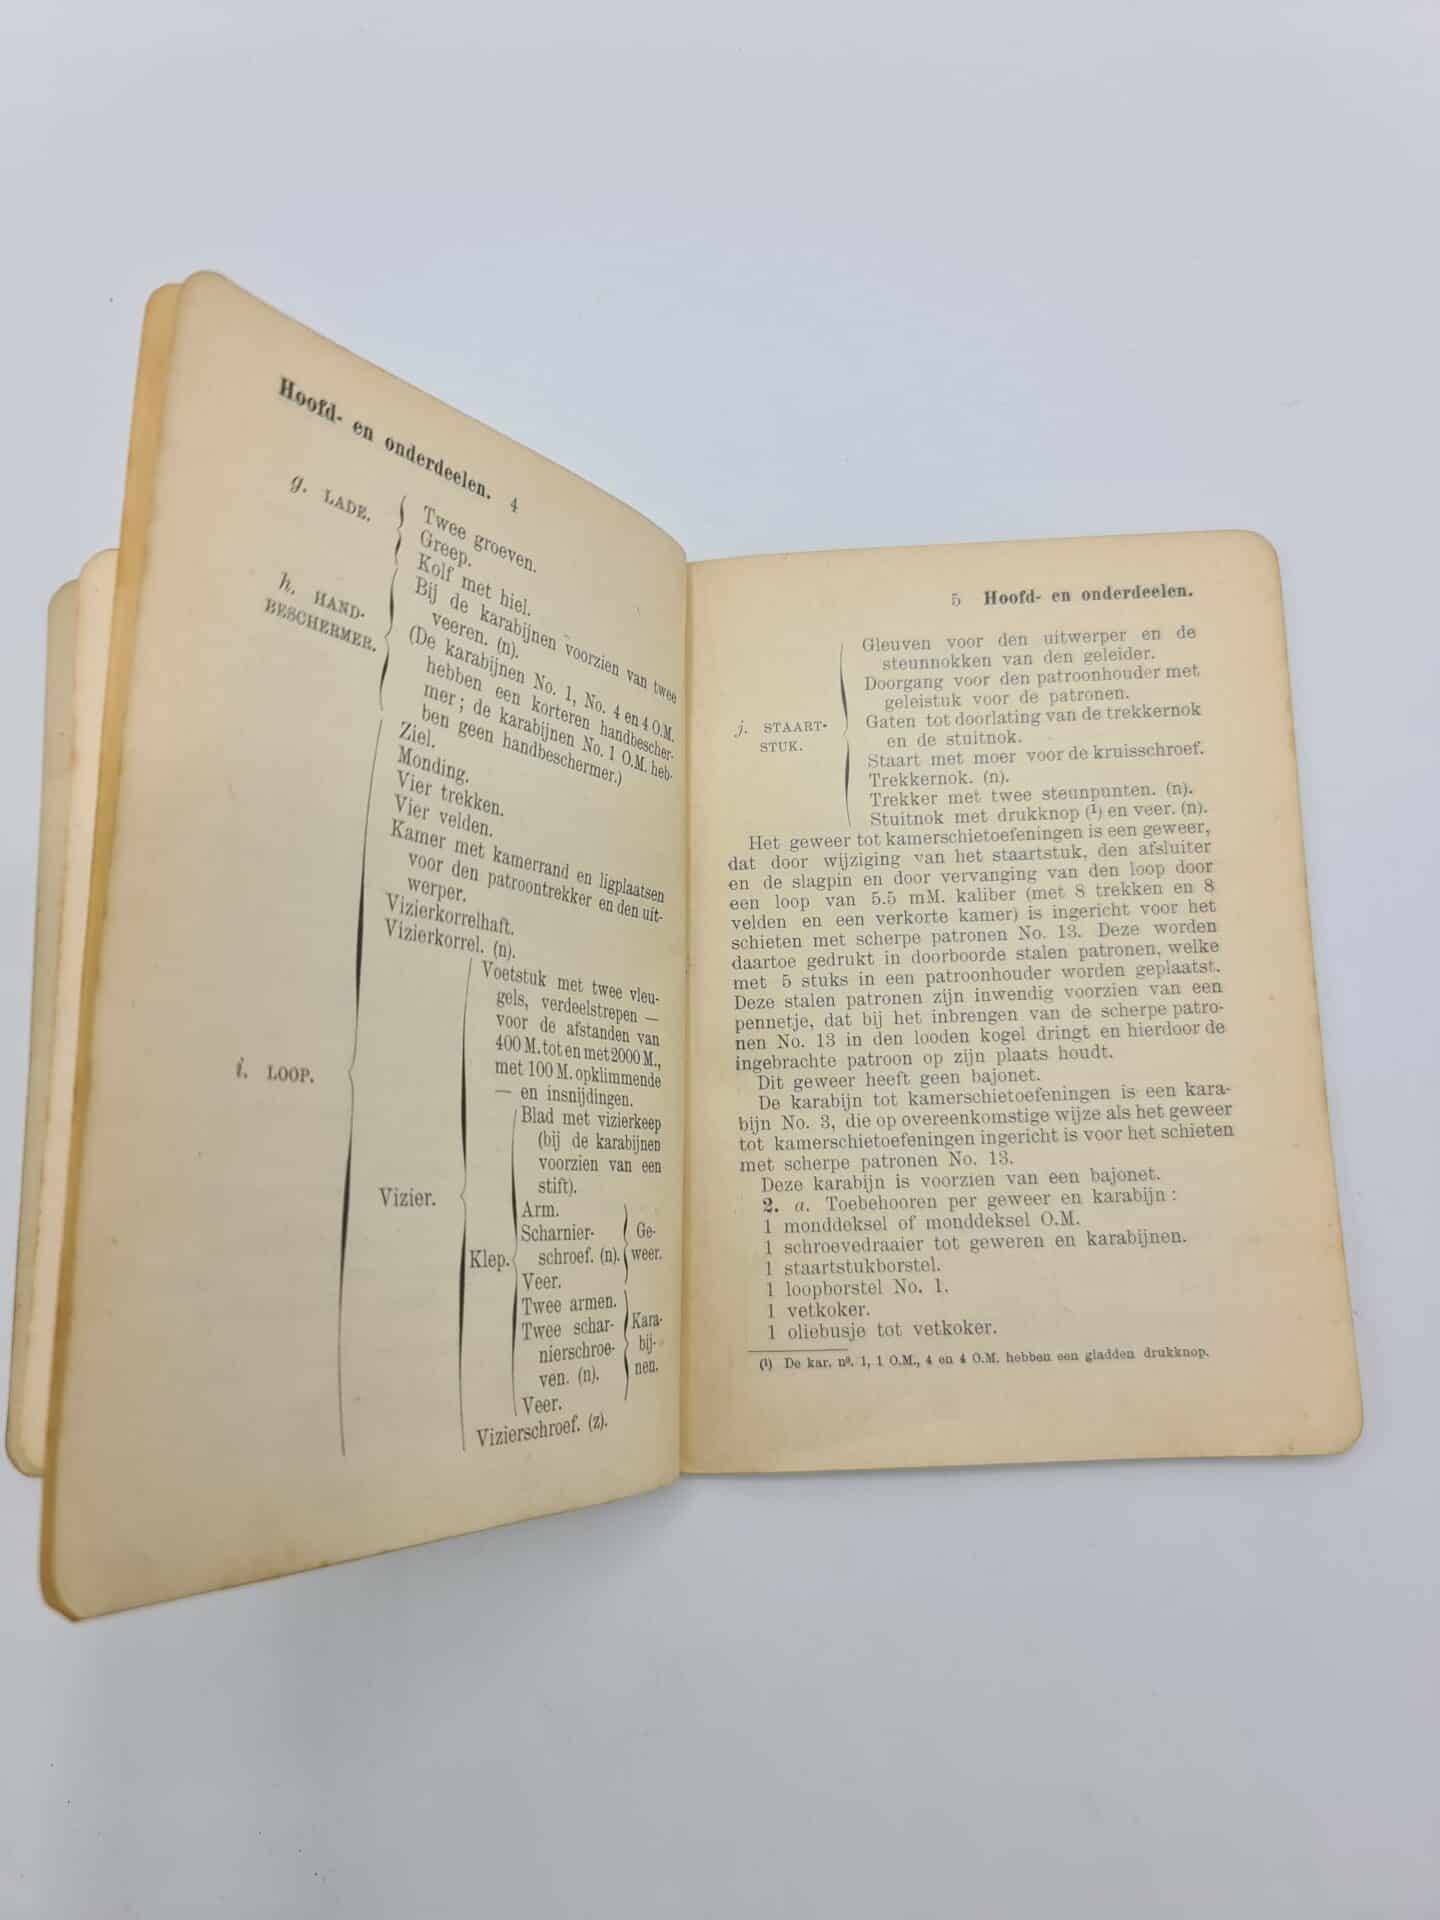 Hoofd- en onderdeelen. 4
g. LADE.
Twee groeven.
Greep.
Kolf met hiel.
h. HAND-
BESCHERMER.
Bij de karabijnen voorzien van twee
veeren. (n).
(De karabijnen No. 1, No. 4 en 4 O.M.
hebben een korteren handbescher-
mer; de karabijnen No. 1 O.M. heb-
ben geen handbeschermer.)
i. LOOP.
Ziel.
Monding.
Vier trekken.
Vier velden.
Kamer met kamerrand en ligplaatsen
voor den patroontrekker en den uit-
werper.
Vizierkorrelhaft.
Vizierkorrel. (n).
Vizier.
Voetstuk met twee vleu-
gels, verdeelstrepen —
voor de afstanden van
400 M. tot en met 2000 M.,
met 100 M. opklimmende
— en insnijdingen.
Klep.
Blad met vizierkeep
(bij de karabijnen
voorzien van een
stift).
Arm.
Scharnier-
schroef. (n).
Veer.
Ge-
weer.
Twee armen.
Twee schar-
nierschroe-
ven. (n).
Veer.
Kara-
bij-
nen.
Vizierschroef. (z).
5 Hoofd- en onderdeelen.
j. STAART-
STUK.
Gleuven voor den uitwerper en de
steunnokken van den geleider.
Doorgang voor den patroonhouder met
geleistuk voor de patronen.
Gaten tot doorlating van de trekkernok
en de stuitnok.
Staart met moer voor de kruisschroef.
Trekkernok. (n).
Trekker met twee steunpunten. (n).
Stuitnok met drukknop (¹) en veer. (n).
Het geweer tot kamerschietoefeningen is een geweer,
dat door wijziging van het staartstuk, den afsluiter
en de slagpin en door vervanging van den loop door
een loop van 5.5 mM. kaliber (met 8 trekken en 8
velden en een verkorte kamer) is ingericht voor het
schieten met scherpe patronen No. 13. Deze worden
daartoe gedrukt in doorboorde stalen patronen, welke
met 5 stuks in een patroonhouder worden geplaatst.
Deze stalen patronen zijn inwendig voorzien van een
pennetje, dat bij het inbrengen van de scherpe patro-
nen No. 13 in den looden kogel dringt en hierdoor de
ingebrachte patroon op zijn plaats houdt.
Dit geweer heeft geen bajonet.
De karabijn tot kamerschietoefeningen is een kara-
bijn No. 3, die op overeenkomstige wijze als het geweer
tot kamerschietoefeningen ingericht is voor het schieten
met scherpe patronen No. 13.
Deze karabijn is voorzien van een bajonet.
2. a. Toebehooren per geweer en karabijn:
1 monddeksel of monddeksel O.M.
1 schroevedraaier tot geweren en karabijnen.
1 staartstukborstel.
1 loopborstel No. 1.
1 vetkoker.
1 oliebusje tot vetkoker.
(¹) De kar. nº. 1, 1 O.M., 4 en 4 O.M. hebben een gladden drukknop.